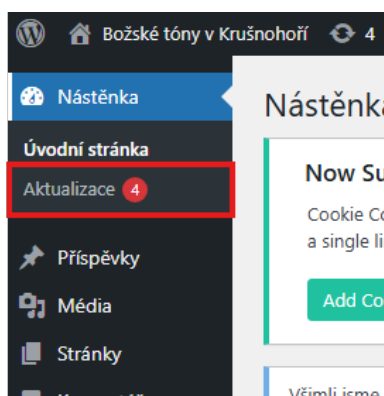 Božské tóny v Krušnohoří 4
Nástěnka
Nástěnka
Úvodní stránka
Now Su
Aktualizace 4
Cookie Co
a single li
Příspěvky
Add Co
Média
Stránky
Všimli jsme